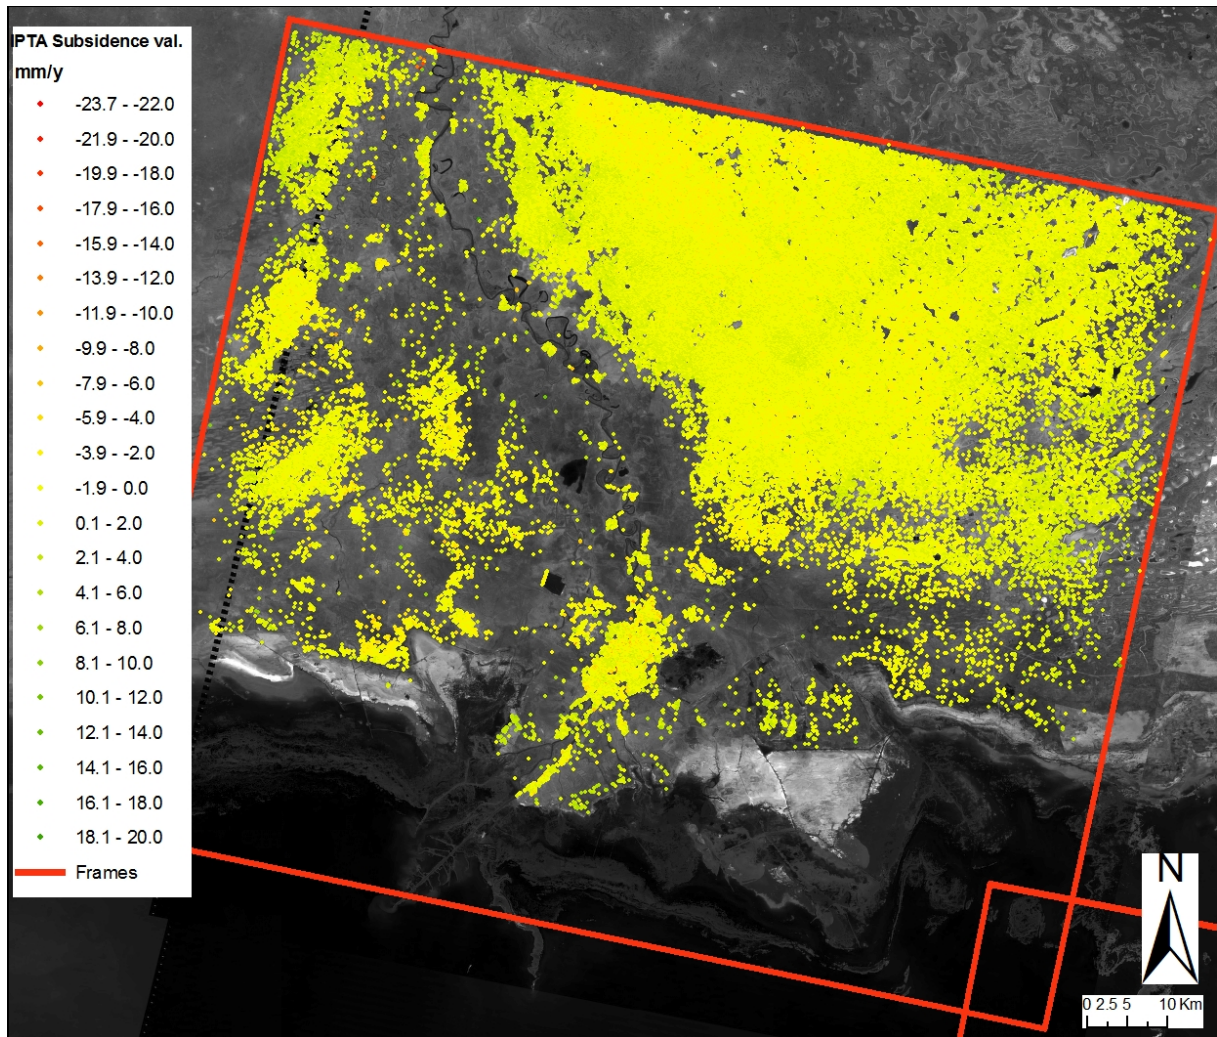 IPTA Subsidence val.
mm/y
-23.7 - -22.0
-21.9 - -20.0
-19.9 - -18.0
-17.9 - -16.0
-15.9 - -14.0
-13.9 - -12.0
-11.9 - -10.0
-9.9 - -8.0
-7.9 - -6.0
-5.9 - -4.0
-3.9 - -2.0
-1.9 - 0.0
0.1 - 2.0
2.1 - 4.0
4.1 - 6.0
6.1 - 8.0
8.1 - 10.0
10.1 - 12.0
12.1 - 14.0
14.1 - 16.0
16.1 - 18.0
18.1 - 20.0
Frames
N
0 2.5 5 10 Km